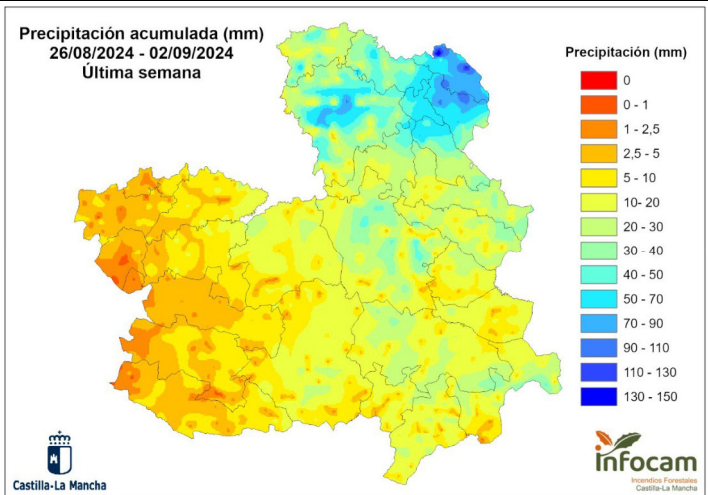 Precipitación acumulada (mm)
26/08/2024 - 02/09/2024
Última semana
Precipitación (mm)
0
0 - 1
1 - 2,5
2,5 - 5
5 - 10
10- 20
20 - 30
30 - 40
40 - 50
50 - 70
70 - 90
90 - 110
110 - 130
130 - 150
Castilla-La Mancha
infocam
Incendios Forestales
Castilla-La Mancha